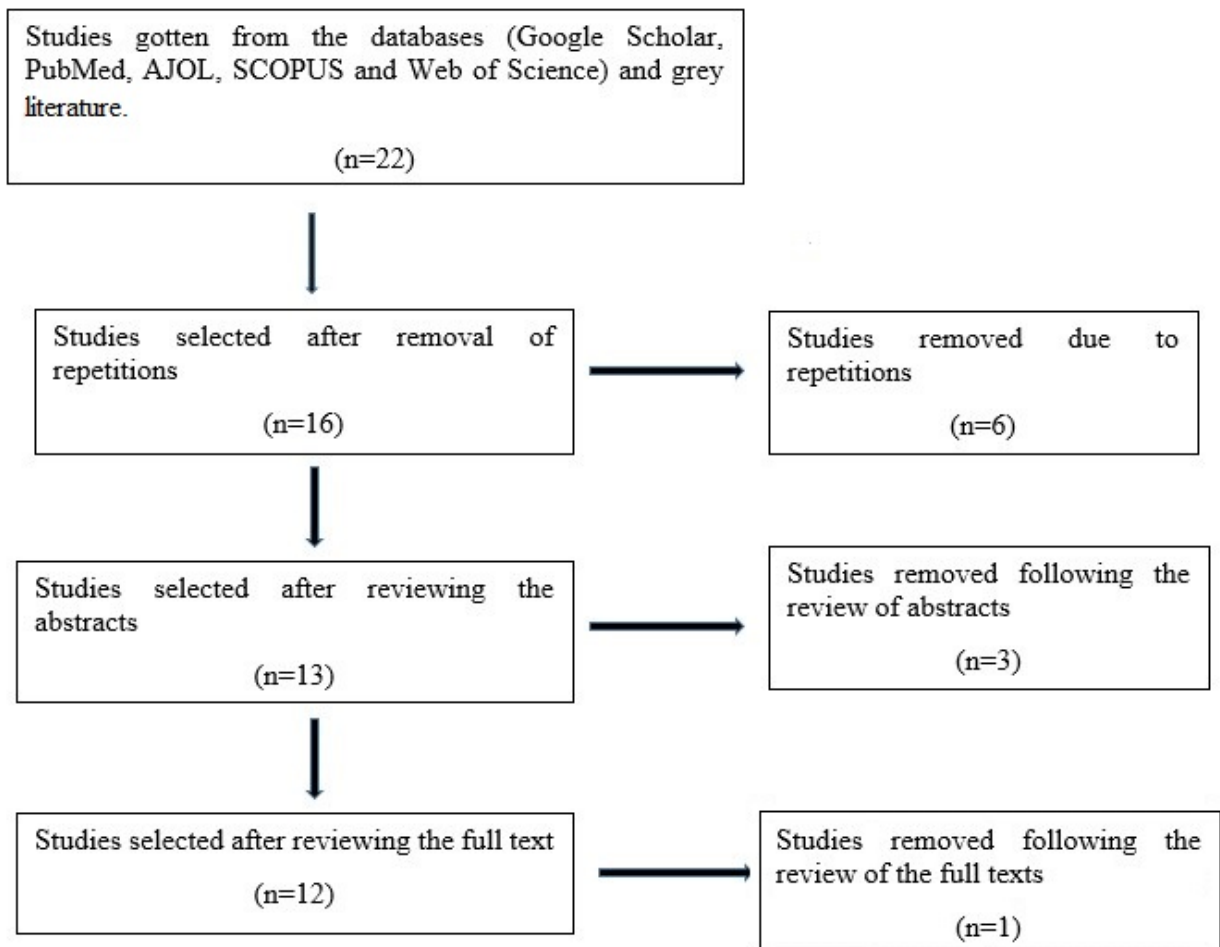 Studies gotten from the databases (Google Scholar,
PubMed, AJOL, SCOPUS and Web of Science) and grey
literature.
(n=22)
Studies selected after removal of
repetitions
(n=16)
Studies removed due to
repetitions
(n=6)
Studies selected after reviewing the
abstracts
(n=13)
Studies removed following the
review of abstracts
(n=3)
Studies selected after reviewing the full text
(n=12)
Studies removed following the
review of the full texts
(n=1)